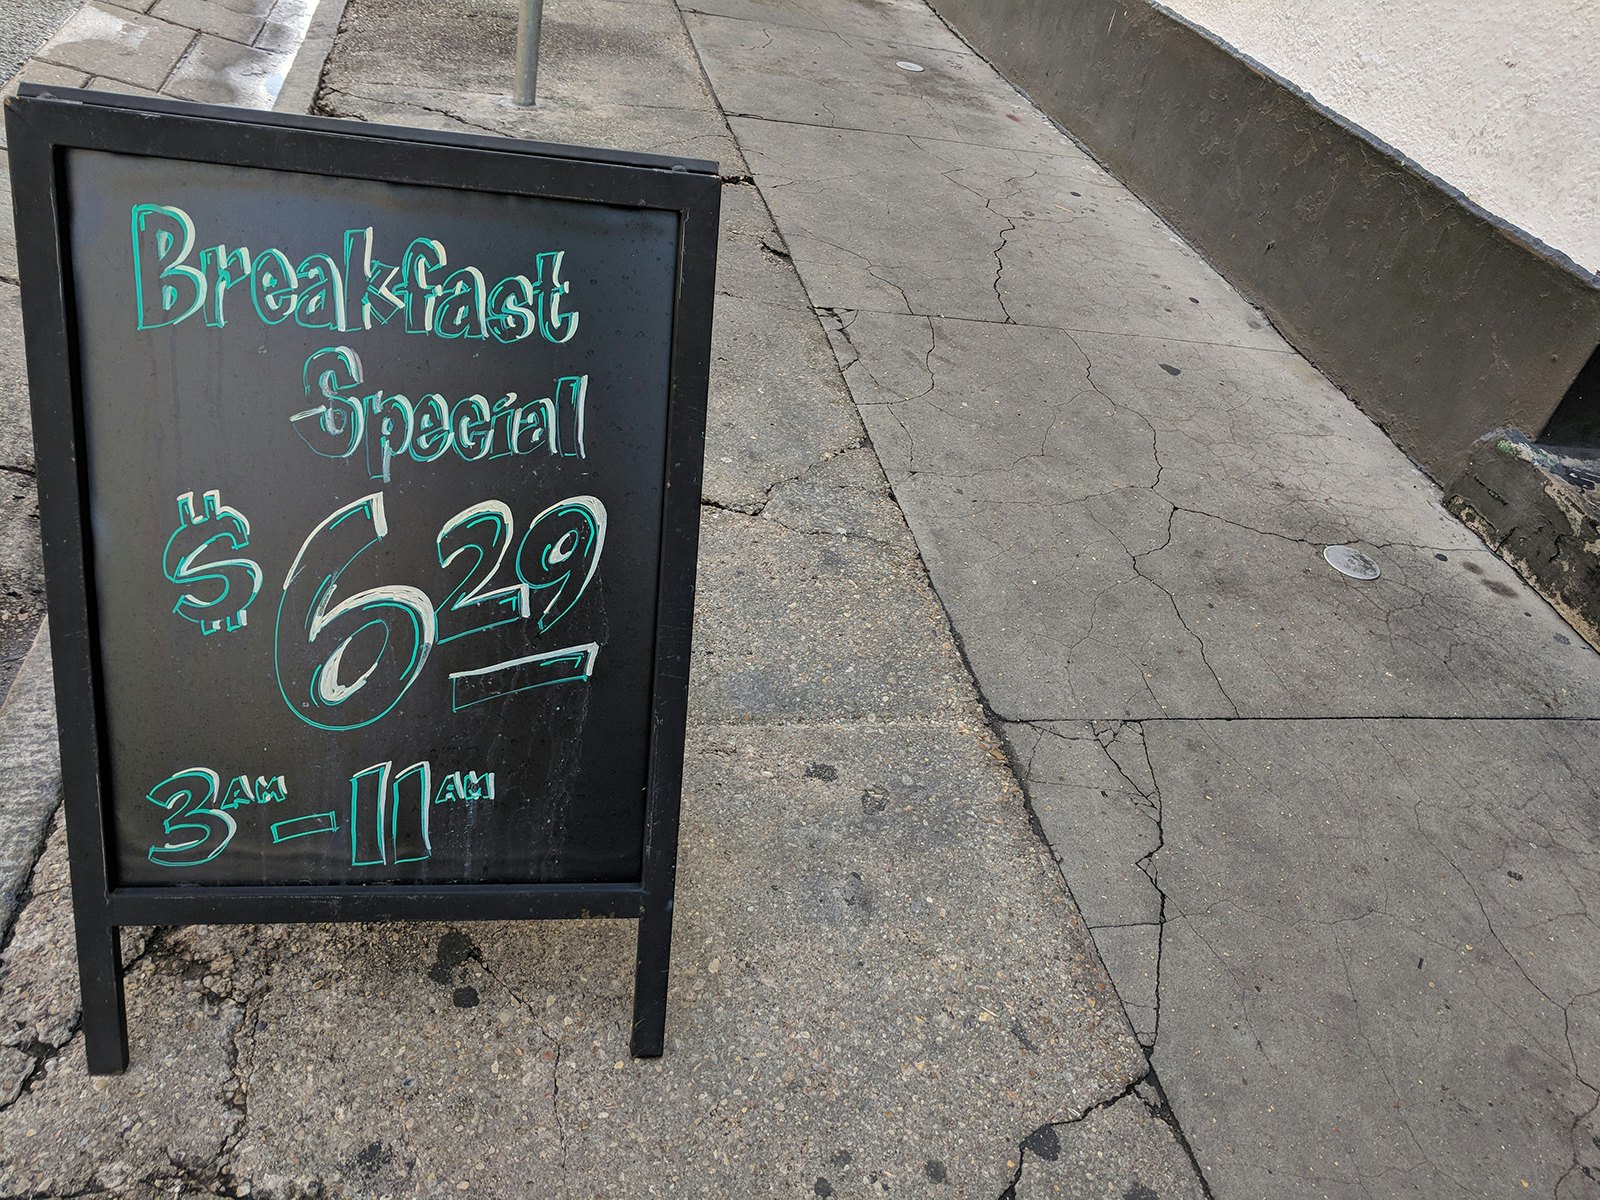 Breakfast
Special
$6.29
3AM-11AM